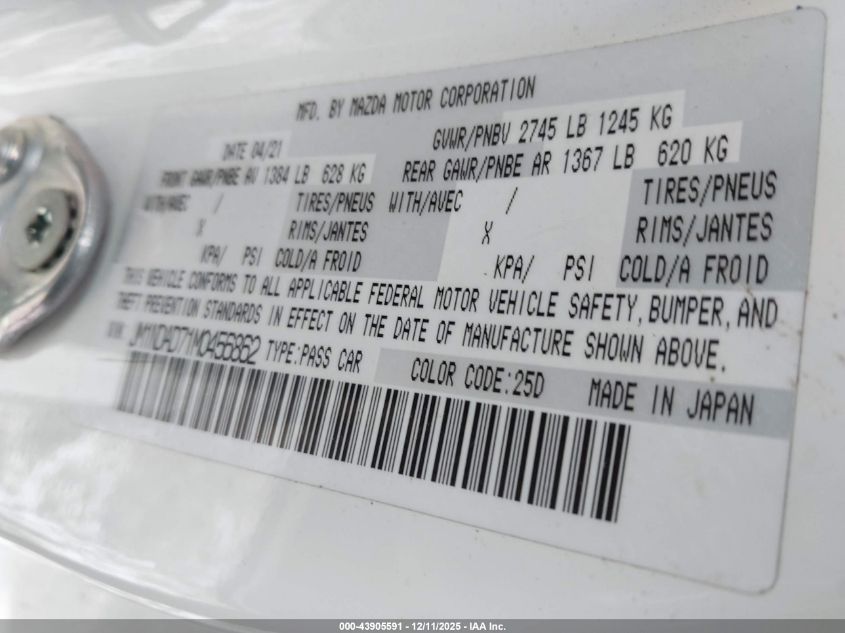 MFD. BY MAZDA MOTOR CORPORATION
DATE 04/21 GVWR/PNBV 2745 LB 1245 KG
FRONT GAWR/PNBE AV 1384 LB 628 KG REAR GAWR/PNBE AR 1367 LB 620 KG
WITH/AVEC / TIRES/PNEUS WITH/AVEC / TIRES/PNEUS
X RIMS/JANTES X RIMS/JANTES
KPA/ PSI COLD/A FROID KPA/ PSI COLD/A FROID
THIS VEHICLE CONFORMS TO ALL APPLICABLE FEDERAL MOTOR VEHICLE SAFETY, BUMPER, AND
THEFT PREVENTION STANDARDS IN EFFECT ON THE DATE OF MANUFACTURE SHOWN ABOVE.
VIN: JM1NDAD71M0456862 TYPE:PASS CAR COLOR CODE:25D MADE IN JAPAN
000-43905591 - 12/11/2025 - IAA Inc.